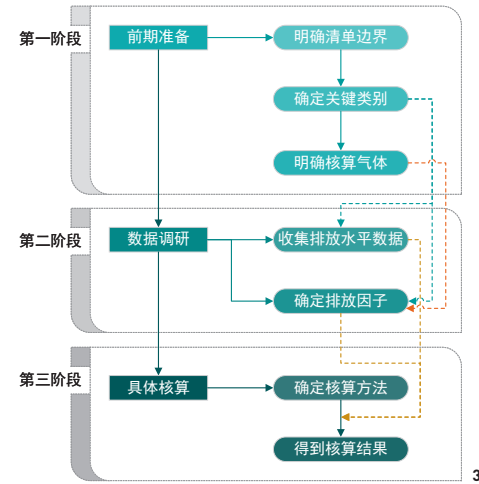 第一阶段
前期准备
明确清单边界
确定关键类别
明确核算气体
第二阶段
数据调研
收集排放水平数据
确定排放因子
第三阶段
具体核算
确定核算方法
得到核算结果
3